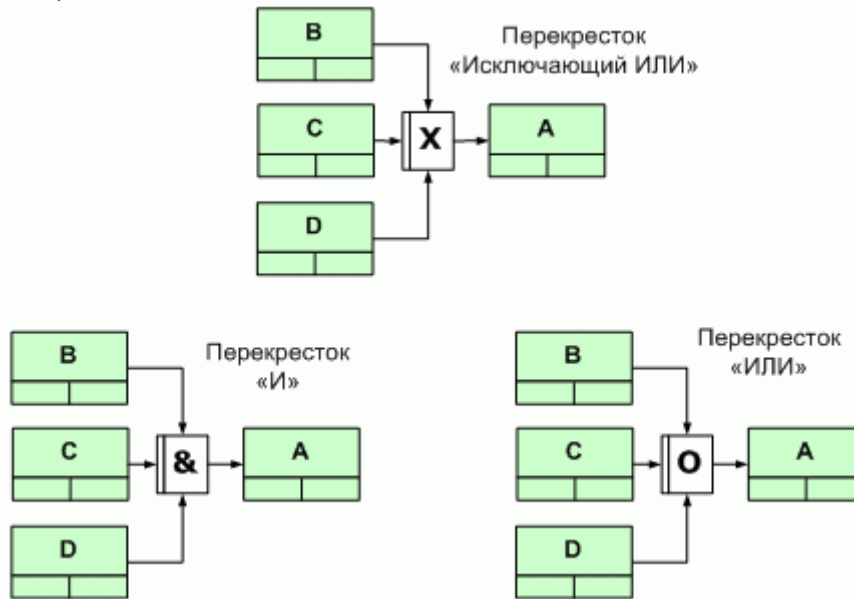 B
Перекресток
«Исключающий ИЛИ»
C
X
A
D
B
Перекресток
«И»
C
&
A
D
B
Перекресток
«ИЛИ»
C
O
A
D